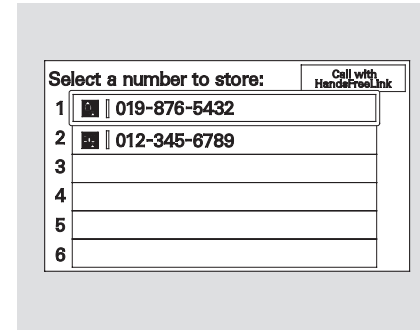 Select a number to store:
Call with
HandsFreeLink
1 019-876-5432
2 012-345-6789
3
4
5
6